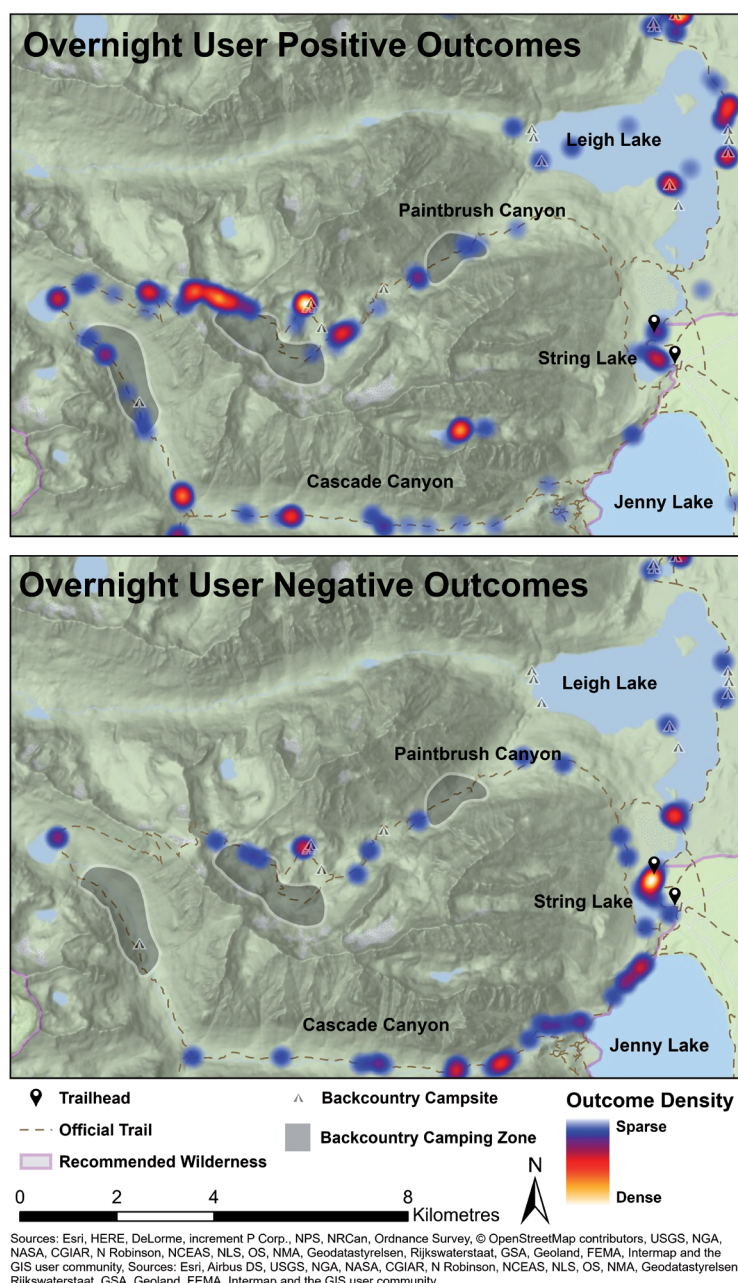 Overnight User Positive Outcomes
Leigh Lake
Paintbrush Canyon
String Lake
Cascade Canyon
Jenny Lake
Overnight User Negative Outcomes
Leigh Lake
Paintbrush Canyon
String Lake
Cascade Canyon
Jenny Lake
Trailhead
Backcountry Campsite
Official Trail
Backcountry Camping Zone
Recommended Wilderness
Outcome Density
Sparse
Dense
N
0 2 4 8
Kilometres
Sources: Esri, HERE, DeLorme, increment P Corp., NPS, NRCan, Ordnance Survey, © OpenStreetMap contributors, USGS, NGA,
NASA, CGIAR, N Robinson, NCEAS, NLS, OS, NMA, Geodatastyrelsen, Rijkswaterstaat, GSA, Geoland, FEMA, Intermap and the
GIS user community, Sources: Esri, Airbus DS, USGS, NGA, NASA, CGIAR, N Robinson, NCEAS, NLS, OS, NMA, Geodatastyrelsen,
Rijkswaterstaat, GSA, Geoland, FEMA, Intermap and the GIS user community